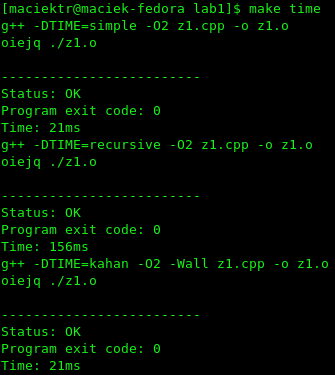 [maciektr@maciek-fedora lab1]$ make time
g++ -DTIME=simple -O2 z1.cpp -o z1.o
oiejq ./z1.o
-------------------------
Status: OK
Program exit code: 0
Time: 21ms
g++ -DTIME=recursive -O2 z1.cpp -o z1.o
oiejq ./z1.o
-------------------------
Status: OK
Program exit code: 0
Time: 156ms
g++ -DTIME=kahan -O2 -Wall z1.cpp -o z1.o
oiejq ./z1.o
-------------------------
Status: OK
Program exit code: 0
Time: 21ms